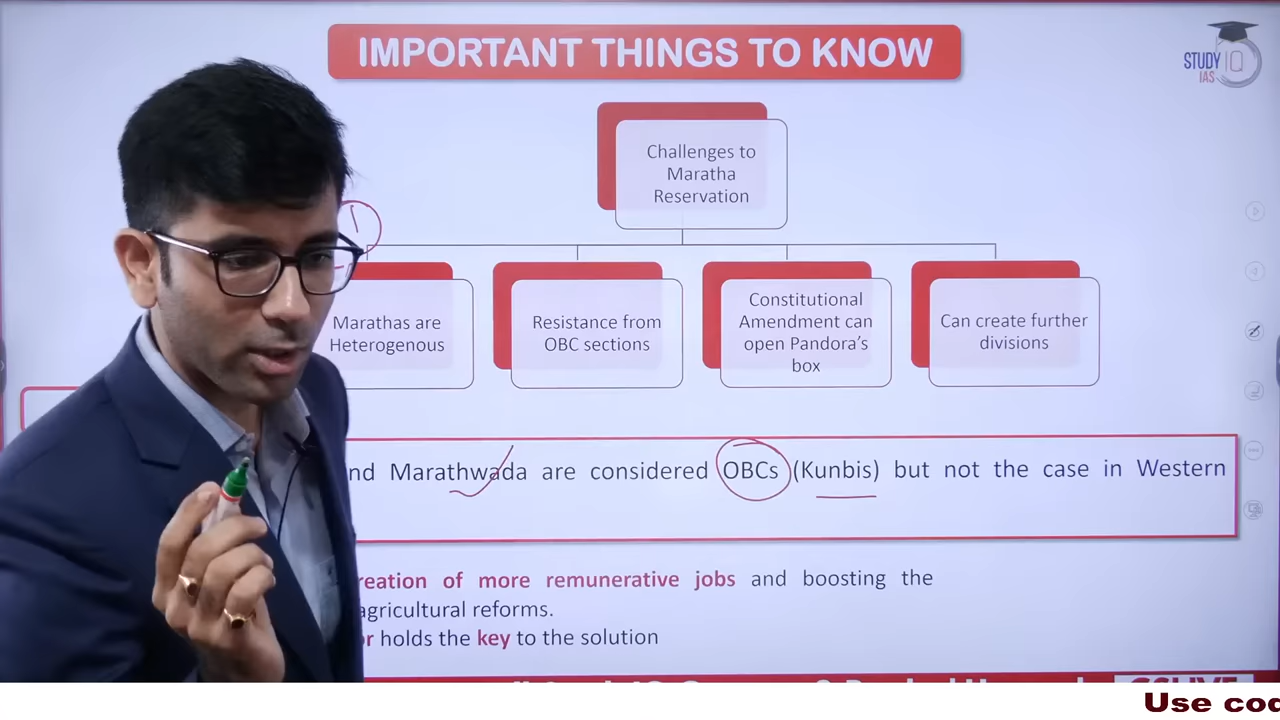 IMPORTANT THINGS TO KNOW
STUDY IQ
IAS
Challenges to
Maratha
Reservation
Marathas are
Heterogenous
Resistance from
OBC sections
Constitutional
Amendment can
open Pandora's
box
Can create further
divisions
nd Marathwada are considered OBCs (Kunbis) but not the case in Western
reation of more remunerative jobs and boosting the
agricultural reforms.
or holds the key to the solution
Use cod